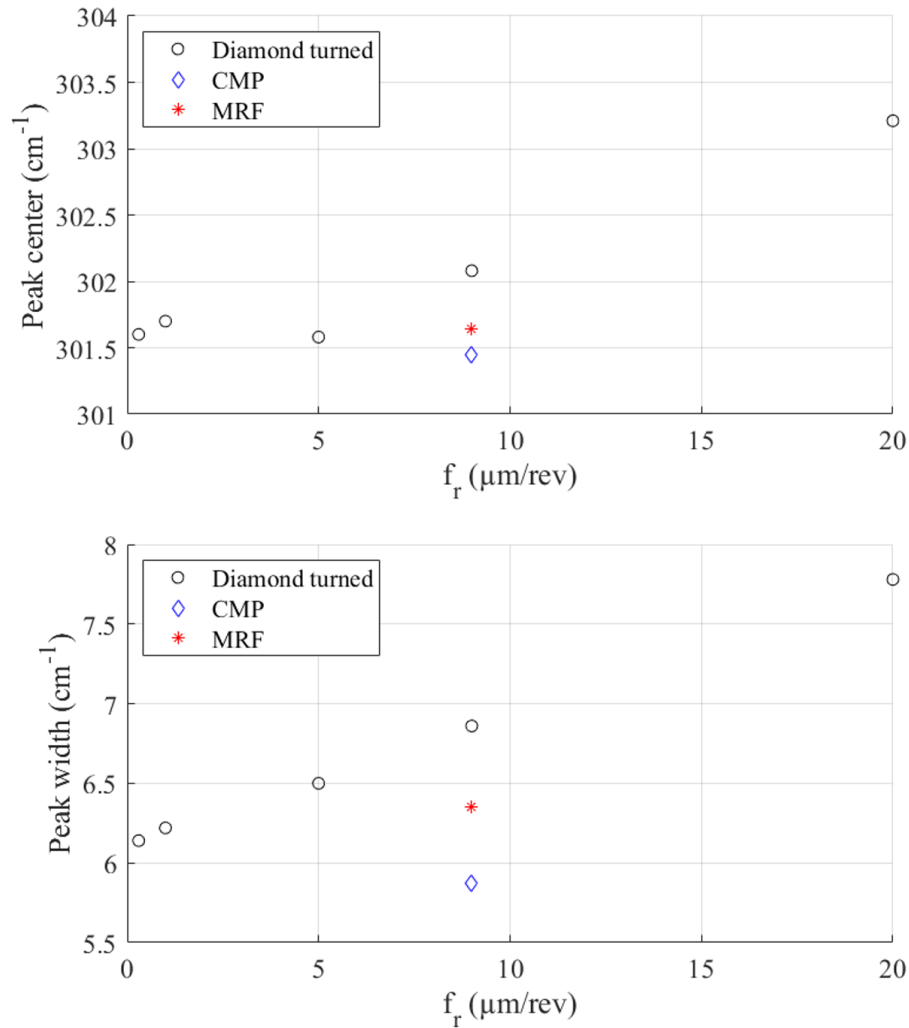 304
303.5
303
302.5
302
301.5
301
Peak center (cm⁻¹)
Diamond turned
CMP
MRF
0 5 10 15 20
fᵣ (µm/rev)
8
7.5
7
6.5
6
5.5
Peak width (cm⁻¹)
Diamond turned
CMP
MRF
0 5 10 15 20
fᵣ (µm/rev)